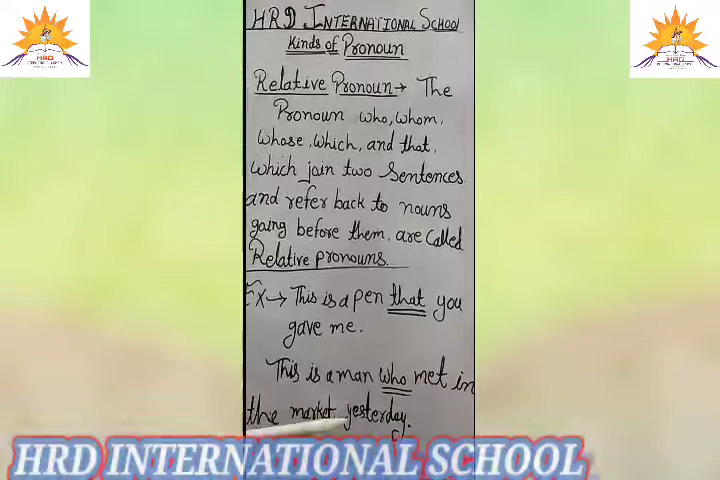 HRD INTERNATIONAL SCHOOL
Kinds of Pronoun
Relative Pronoun → The
Pronoun who, whom,
whose, which, and that,
which join two Sentences
and refer back to nouns
going before them, are called
Relative pronouns.
EX → This is a pen that you
gave me.
This is a man who met in
the market yesterday.
HRD INTERNATIONAL SCHOOL
HRD
HRD